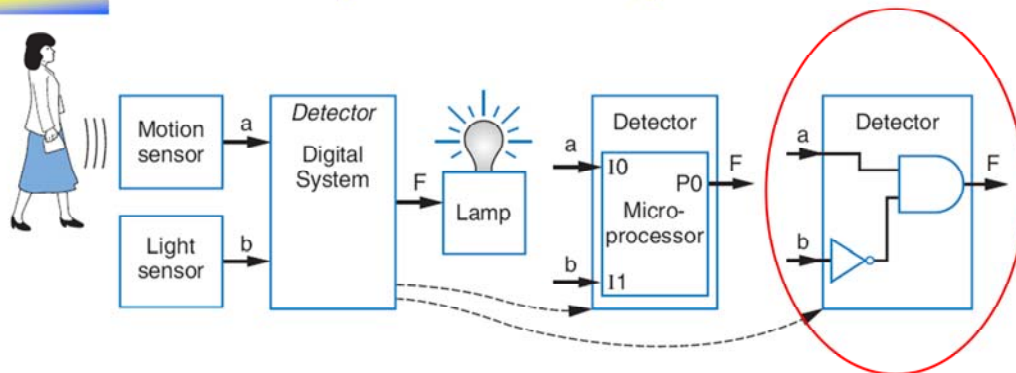 Motion
sensor
a
Light
sensor
b
Detector
Digital
System
F
Lamp
Detector
a
I0
P0
F
Micro-
processor
b
I1
Detector
a
F
b